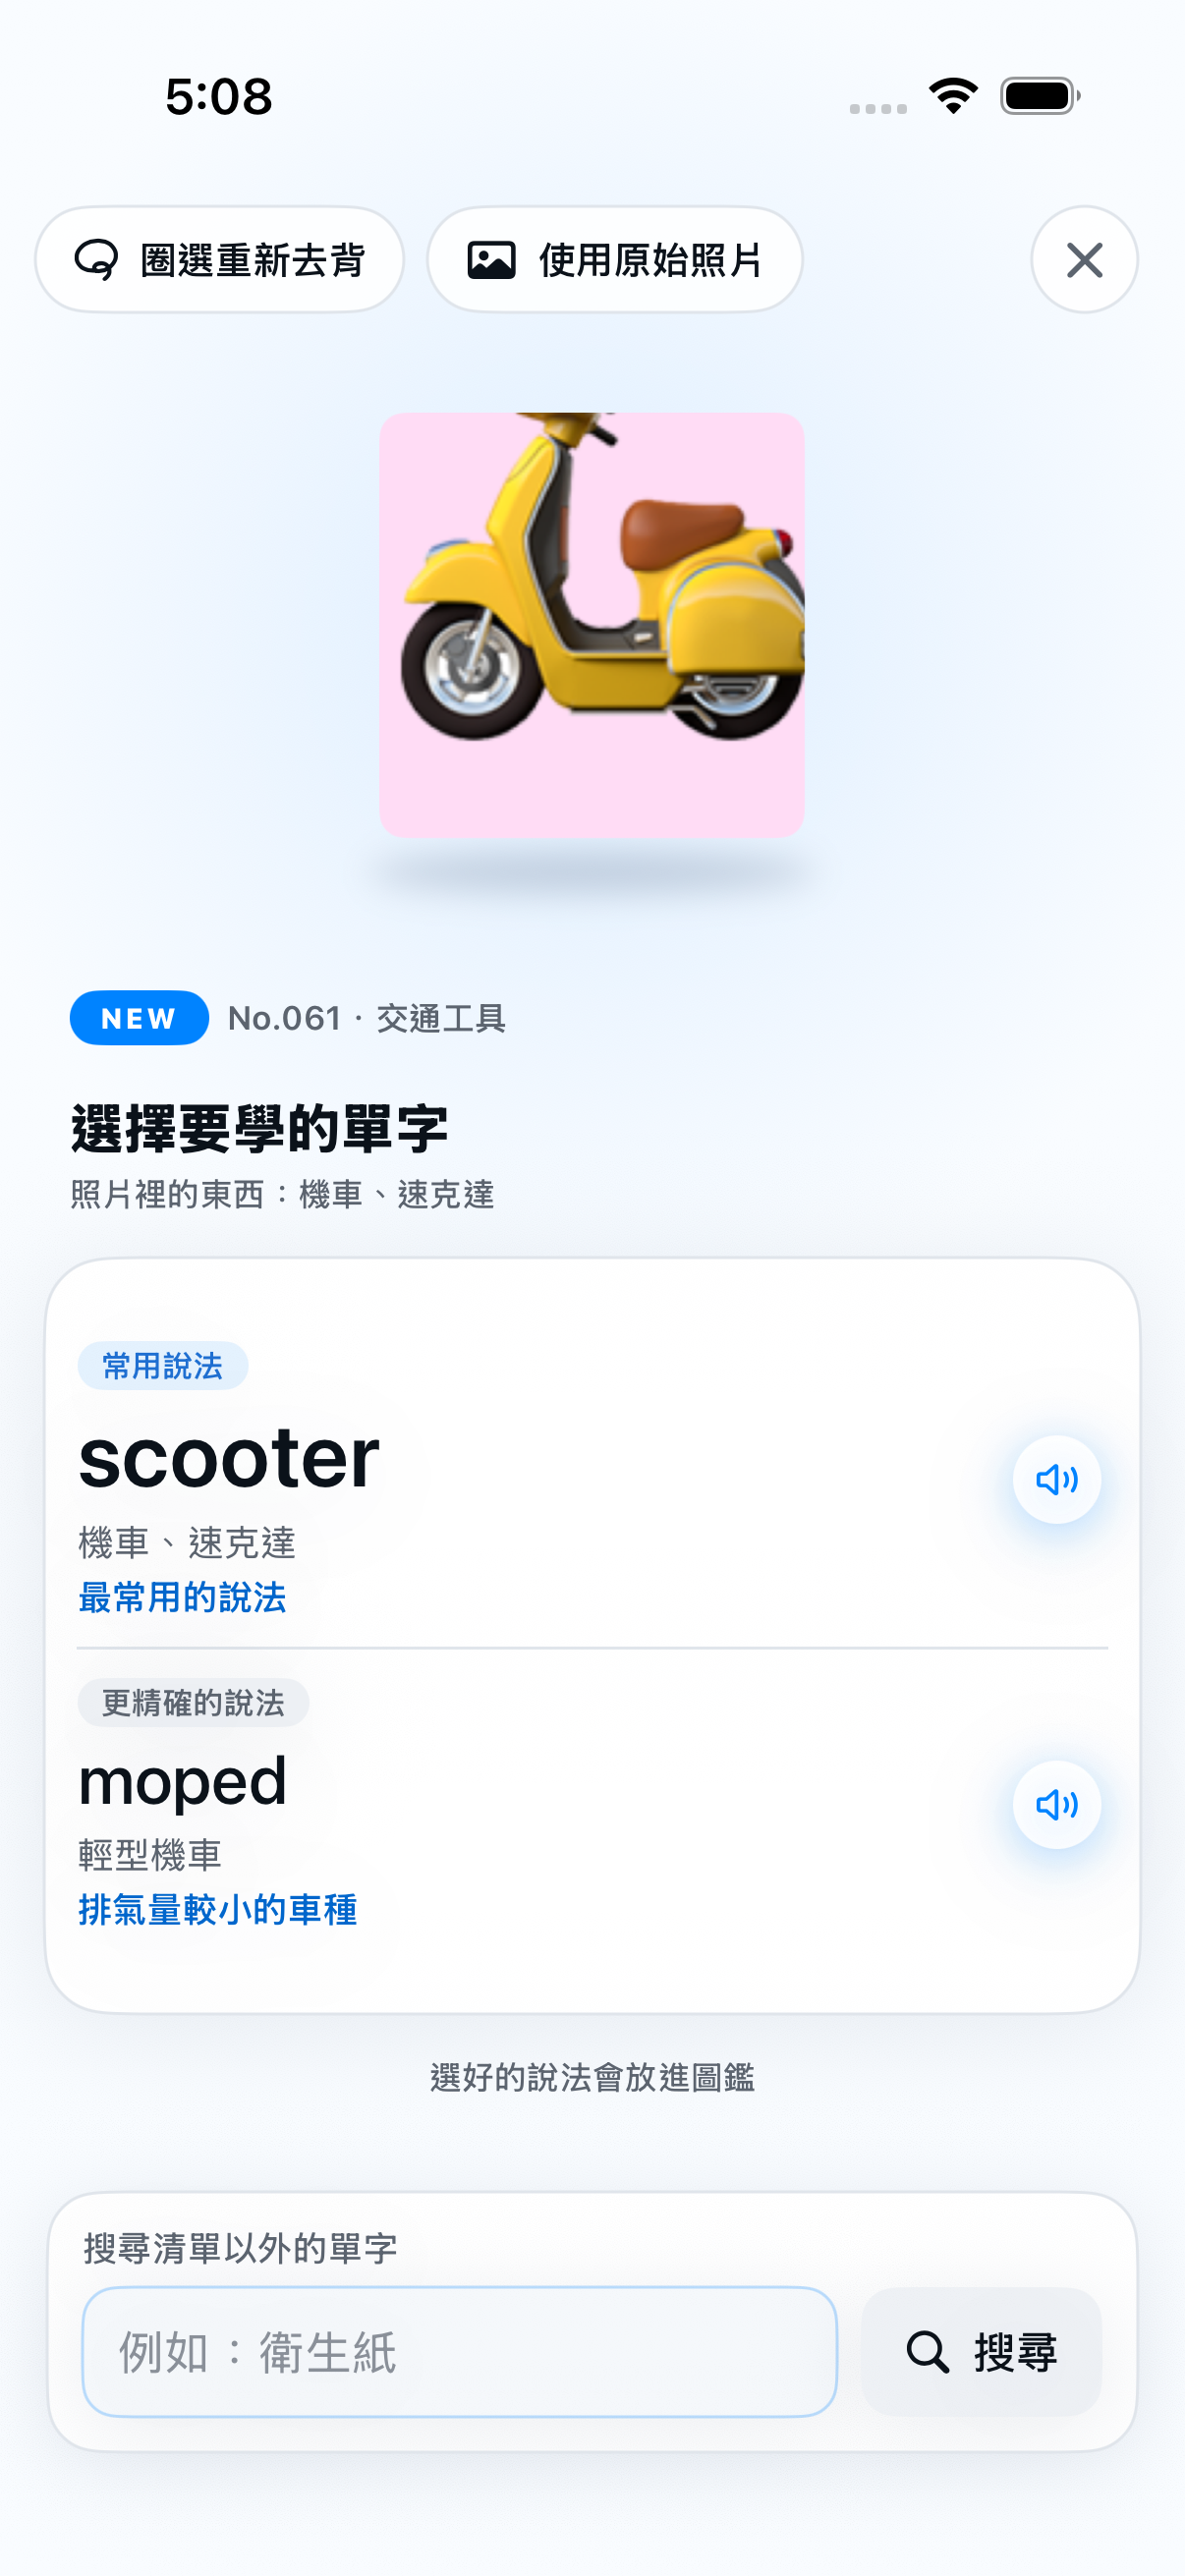 5:08
圈選重新去背
使用原始照片
NEW No.061 · 交通工具
選擇要學的單字
照片裡的東西：機車、速克達
常用說法
scooter
機車、速克達
最常用的說法
更精確的說法
moped
輕型機車
排氣量較小的車種
選好的說法會放進圖鑑
搜尋清單以外的單字
例如：衛生紙
搜尋